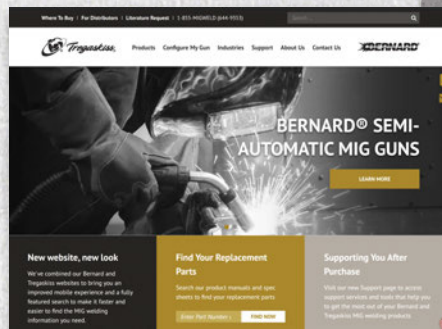 Where To Buy | For Distributors | Literature Request | 1-855-MIGWELD (644-9353)
Search...
Tregaskiss
Products Configure My Gun Industries Support About Us Contact Us
BERNARD
BERNARD® SEMI-
AUTOMATIC MIG GUNS
LEARN MORE
New website, new look
We've combined our Bernard and
Tregaskiss websites to bring you an
improved mobile experience and a fully
featured search to make it faster and
easier to find the MIG welding
information you need.
Find Your Replacement
Parts
Search our product manuals and spec
sheets to find your replacement parts
Enter Part Number
FIND NOW
Supporting You After
Purchase
Visit our new Support page to access
support services and tools that help you
to get the most out of your Bernard and
Tregaskiss MIG welding products